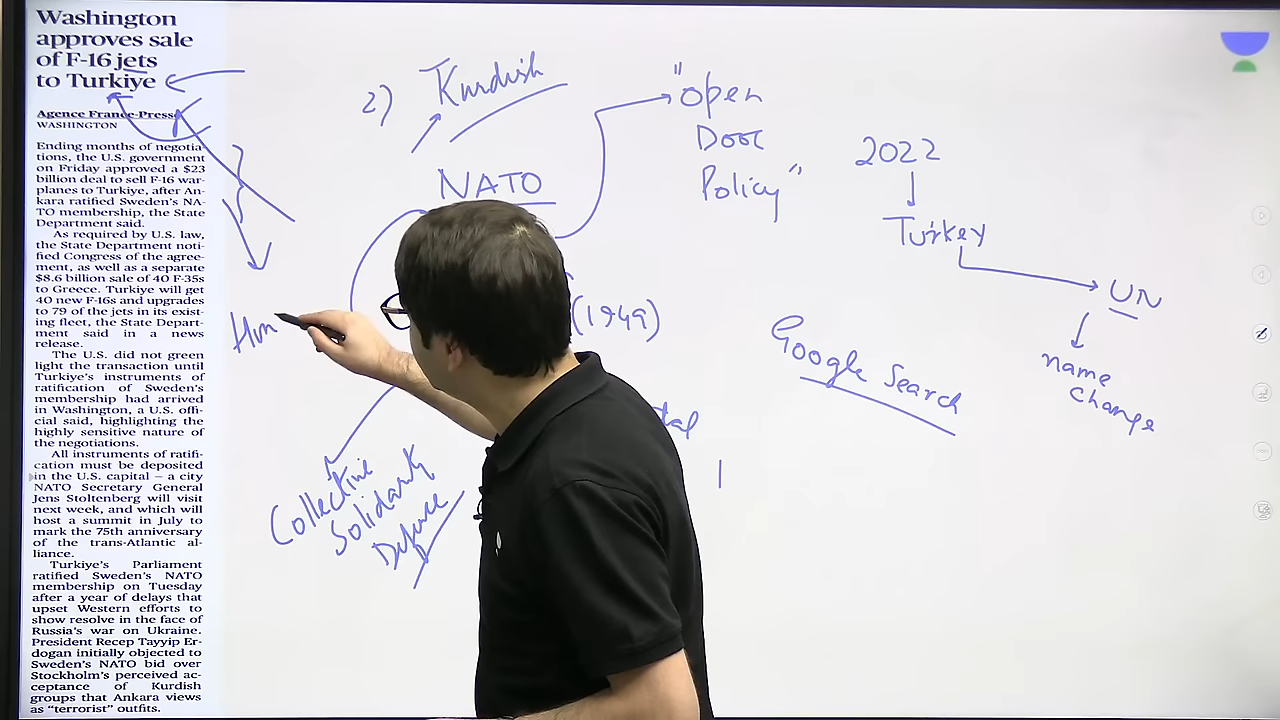 Washington
approves sale
of F-16 jets
to Turkiye
Agence France-Presse
WASHINGTON
Ending months of negotia-
tions, the U.S. government
on Friday approved a $23
billion deal to sell F-16 war-
planes to Turkiye, after An-
kara ratified Sweden's NA-
TO membership, the State
Department said.
As required by U.S. law,
the State Department noti-
fied Congress of the agree-
ment, as well as a separate
$8.6 billion sale of 40 F-35s
to Greece. Turkiye will get
40 new F-16s and upgrades
to 79 of the jets in its exist-
ing fleet, the State Depart-
ment said in a news
release.
The U.S. did not green
light the transaction until
Turkiye's instruments of
ratification of Sweden's
membership had arrived
in Washington, a U.S. offi-
cial said, highlighting the
highly sensitive nature of
the negotiations.
All instruments of ratifi-
cation must be deposited
in the U.S. capital – a city
NATO Secretary General
Jens Stoltenberg will visit
next week, and which will
host a summit in July to
mark the 75th anniversary
of the trans-Atlantic al-
liance.
Turkiye's Parliament
ratified Sweden's NATO
membership on Tuesday
after a year of delays that
upset Western efforts to
show resolve in the face of
Russia's war on Ukraine.
President Recep Tayyip Er-
dogan initially objected to
Sweden's NATO bid over
Stockholm's perceived ac-
ceptance of Kurdish
groups that Ankara views
as "terrorist" outfits.
2) Kurdish
NATO
"Open
Door
Policy"
(1949)
tal
Hun
Collective
Solidarity
Defence
2022
Turkey
UN
name
change
Google Search